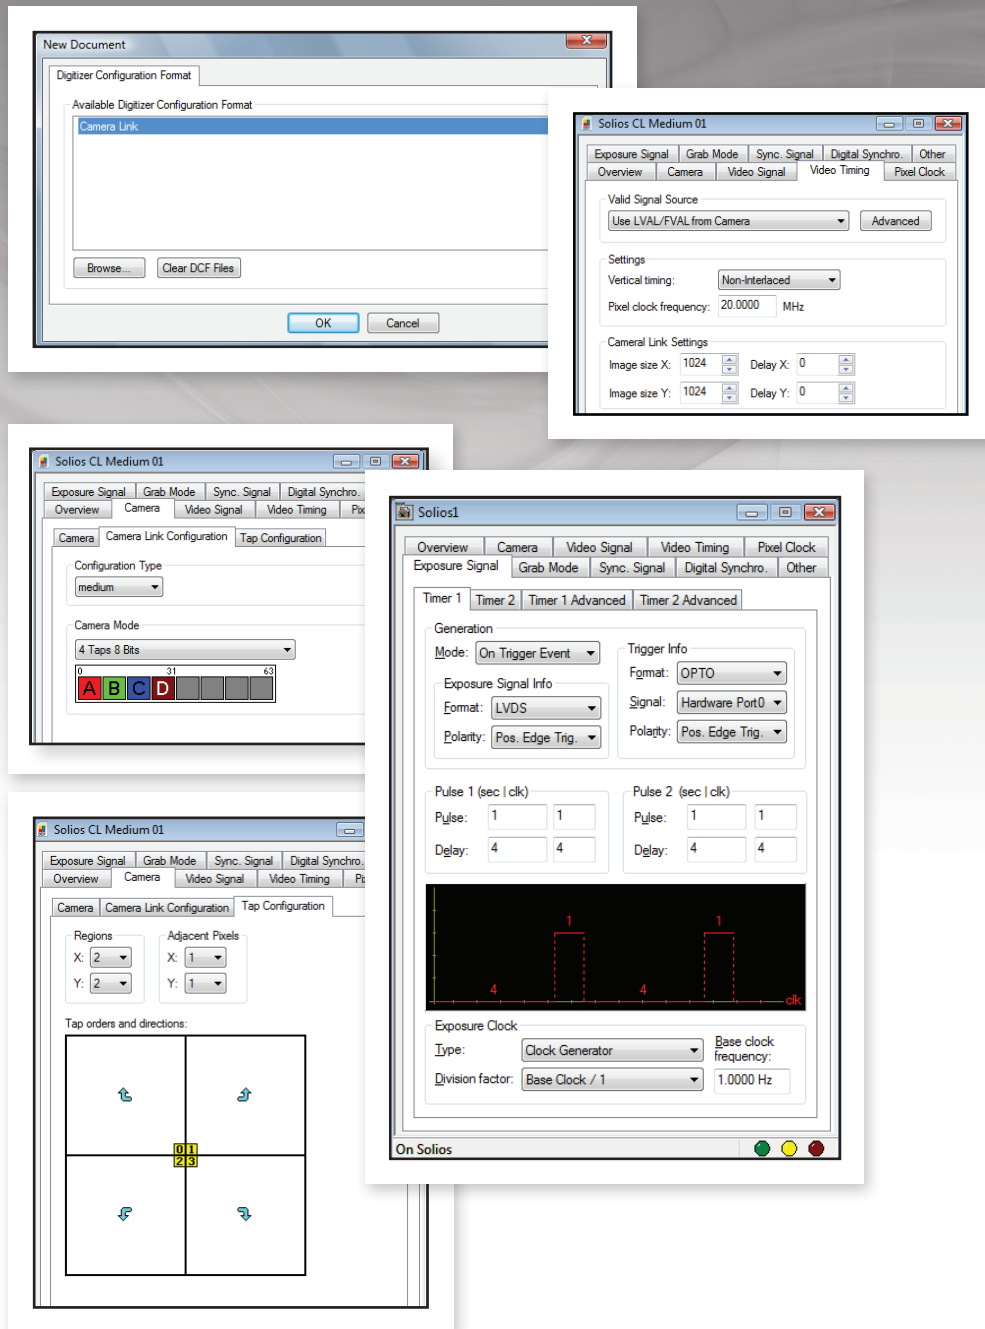 New Document
Digitizer Configuration Format
Available Digitizer Configuration Format
Camera Link
Browse... Clear DCF Files
OK Cancel
Solios CL Medium 01
Exposure Signal Grab Mode Sync. Signal Digital Synchro. Other
Overview Camera Video Signal Video Timing Pixel Clock
Valid Signal Source
Use LVAL/FVAL from Camera Advanced
Settings
Vertical timing: Non-Interlaced
Pixel clock frequency: 20.0000 MHz
Cameral Link Settings
Image size X: 1024 Delay X: 0
Image size Y: 1024 Delay Y: 0
Solios CL Medium 01
Exposure Signal Grab Mode Sync. Signal Digital Synchro.
Overview Camera Video Signal Video Timing
Camera Camera Link Configuration Tap Configuration
Configuration Type
medium
Camera Mode
4 Taps 8 Bits
0 31 63
A B C D
Solios1
Overview Camera Video Signal Video Timing Pixel Clock
Exposure Signal Grab Mode Sync. Signal Digital Synchro. Other
Timer 1 Timer 2 Timer 1 Advanced Timer 2 Advanced
Generation
Mode: On Trigger Event
Exposure Signal Info
Format: LVDS
Polarity: Pos. Edge Trig.
Trigger Info
Format: OPTO
Signal: Hardware Port0
Polarity: Pos. Edge Trig.
Pulse 1 (sec | clk)
Pulse: 1 1
Delay: 4 4
Pulse 2 (sec | clk)
Pulse: 1 1
Delay: 4 4
1 1
4 4
clk
Exposure Clock
Type: Clock Generator
Division factor: Base Clock / 1
Base clock
frequency:
1.0000 Hz
On Solios
Solios CL Medium 01
Exposure Signal Grab Mode Sync. Signal Digital Synchro.
Overview Camera Video Signal Video Timing
Camera Camera Link Configuration Tap Configuration
Regions
X: 2
Y: 2
Adjacent Pixels
X: 1
Y: 1
Tap orders and directions:
0 1
2 3